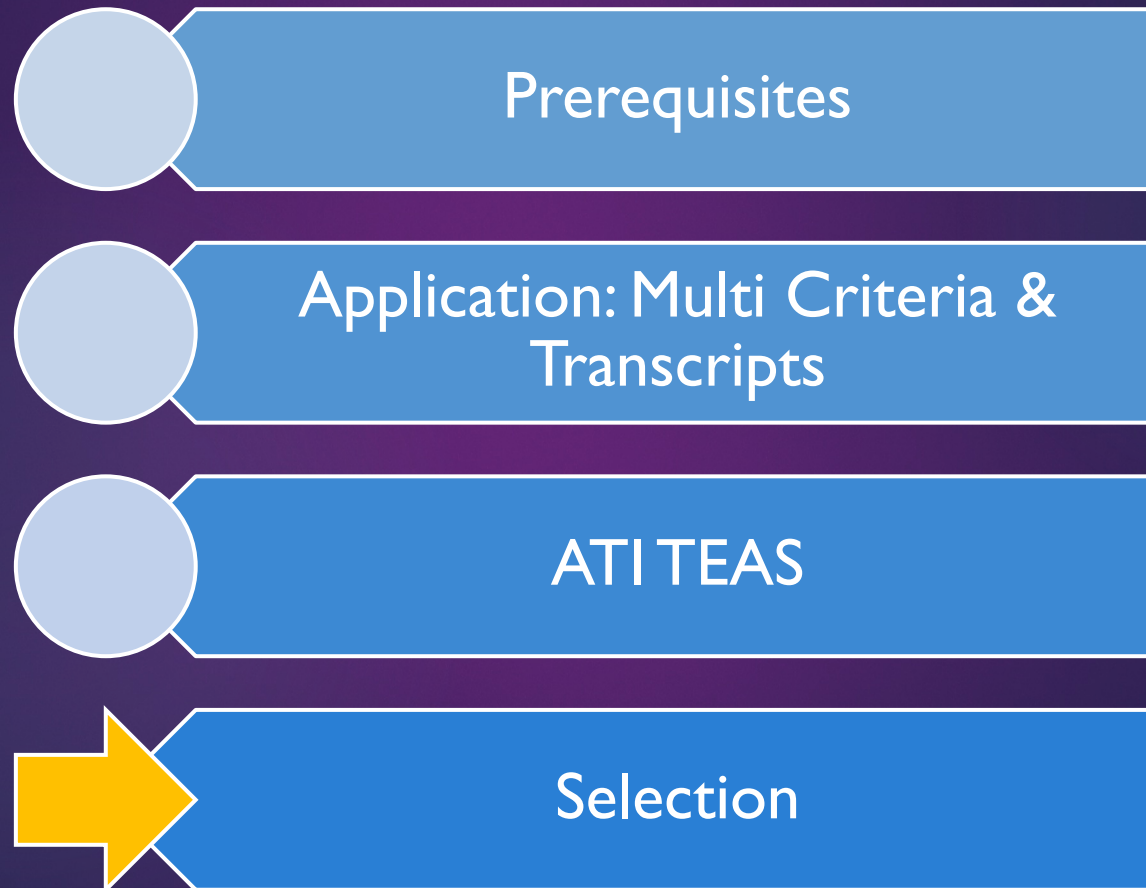 Prerequisites
Application: Multi Criteria &
Transcripts
ATI TEAS
Selection